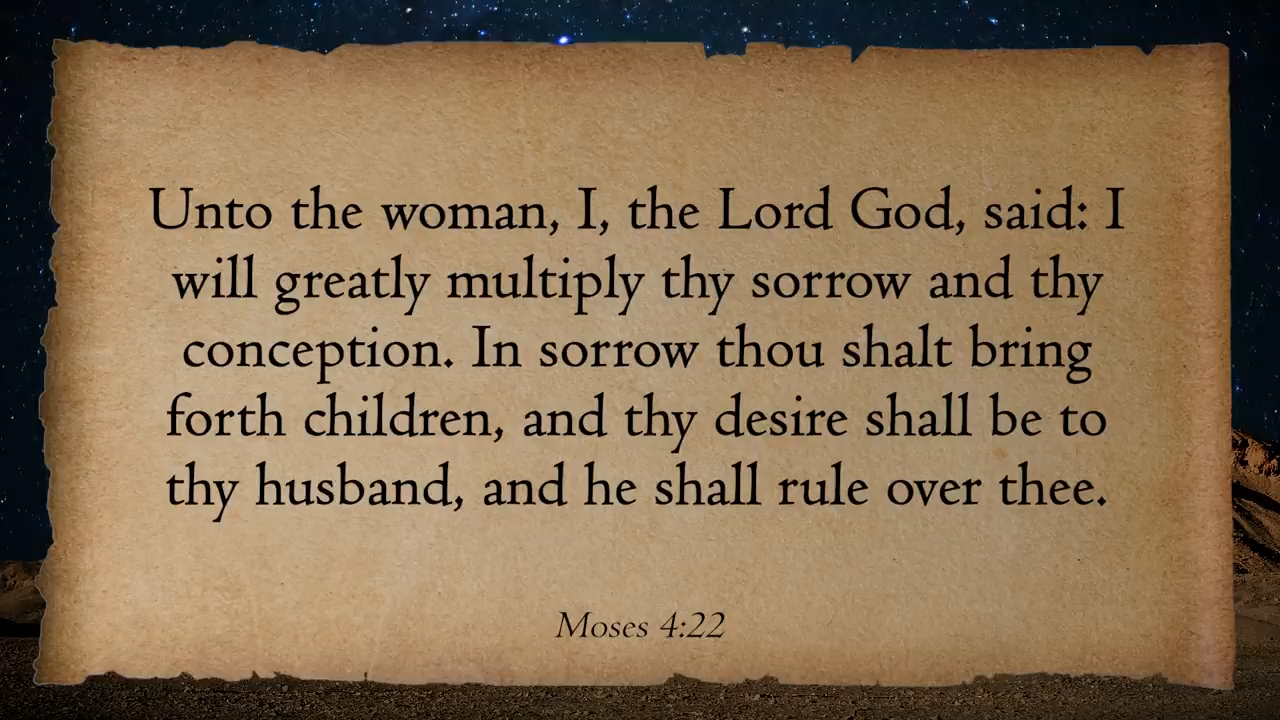 Unto the woman, I, the Lord God, said: I
will greatly multiply thy sorrow and thy
conception. In sorrow thou shalt bring
forth children, and thy desire shall be to
thy husband, and he shall rule over thee.
Moses 4:22